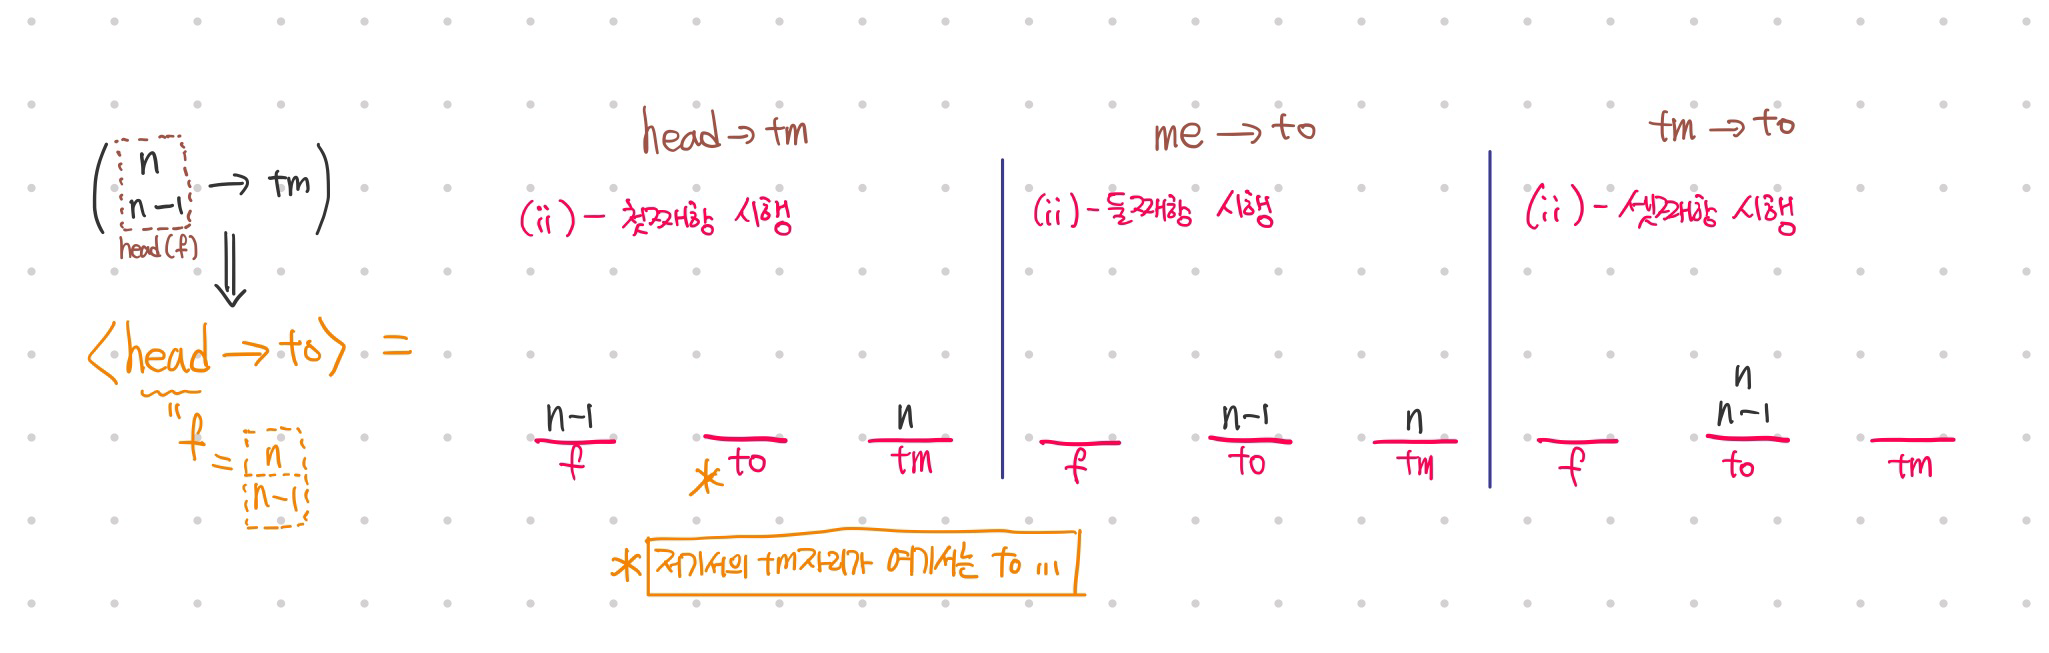 ( n
n-1 → tm )
head(f)
⇓
<head → to> =
" f
= n
n-1
head → tm
(ii) - 첫째항 시행
n-1 n
f to tm
*
me → to
(ii) - 둘째항 시행
n-1 n
f to tm
tm → to
(ii) - 셋째항 시행
n
n-1
f to tm
* 저기서의 tm자리가 여기서는 to ...